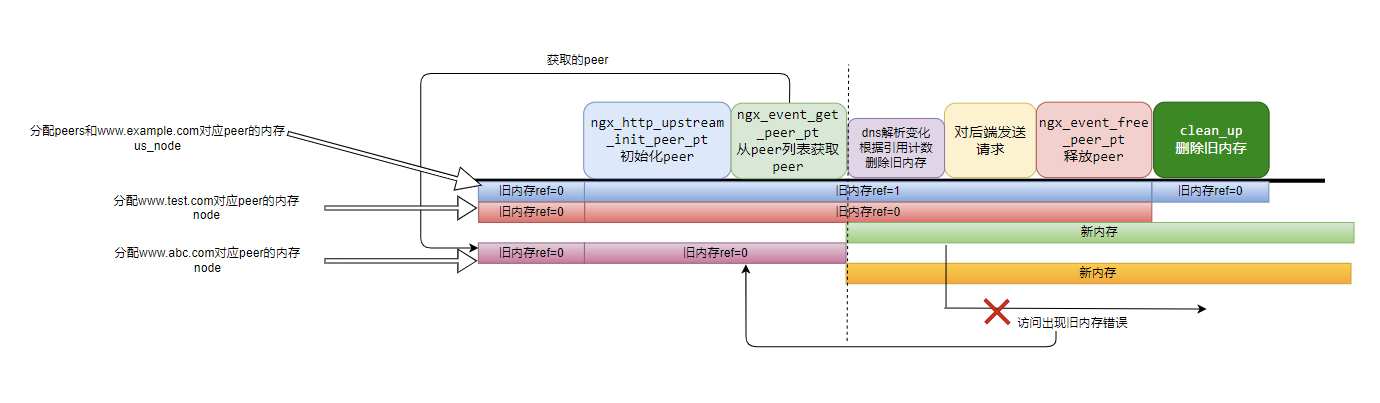 获取的peer
分配peers和www.example.com对应peer的内存
us_node
分配www.test.com对应peer的内存
node
分配www.abc.com对应peer的内存
node
ngx_http_upstream
_init_peer_pt
初始化peer
ngx_event_get
_peer_pt
从peer列表获取
peer
dns解析变化
根据引用计数
删除旧内存
对后端发送
请求
ngx_event_free
_peer_pt
释放peer
clean_up
删除旧内存
旧内存ref=0
旧内存ref=1
旧内存ref=0
旧内存ref=0
旧内存ref=0
新内存
旧内存ref=0
旧内存ref=0
新内存
访问出现旧内存错误